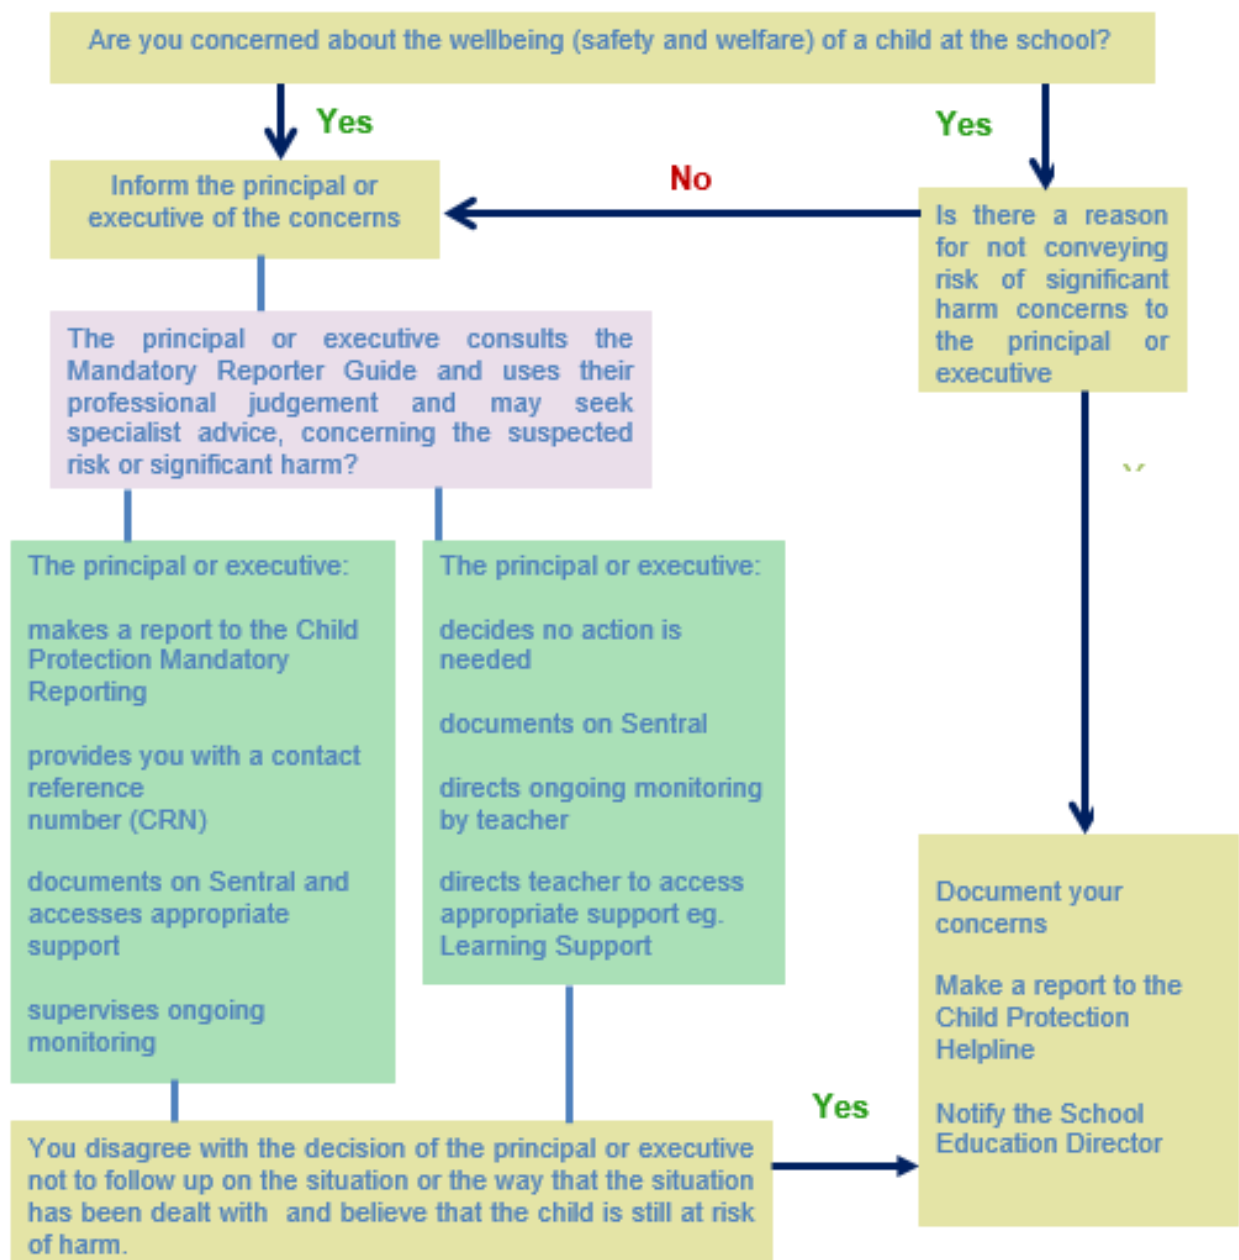 Are you concerned about the wellbeing (safety and welfare) of a child at the school?
Yes
Yes
No
Inform the principal or
executive of the concerns
Is there a reason
for not conveying
risk of significant
harm concerns to
the principal or
executive
The principal or executive consults the
Mandatory Reporter Guide and uses their
professional judgement and may seek
specialist advice, concerning the suspected
risk or significant harm?
The principal or executive:
makes a report to the Child
Protection Mandatory
Reporting
provides you with a contact
reference
number (CRN)
documents on Sentral and
accesses appropriate
support
supervises ongoing
monitoring
The principal or executive:
decides no action is
needed
documents on Sentral
directs ongoing monitoring
by teacher
directs teacher to access
appropriate support eg.
Learning Support
Document your
concerns
Make a report to the
Child Protection
Helpline
Notify the School
Education Director
Yes
You disagree with the decision of the principal or executive
not to follow up on the situation or the way that the situation
has been dealt with and believe that the child is still at risk
of harm.